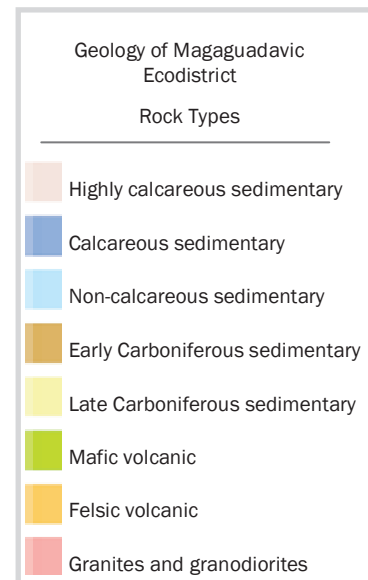 Geology of Magaguadavic
Ecodistrict
Rock Types
Highly calcareous sedimentary
Calcareous sedimentary
Non-calcareous sedimentary
Early Carboniferous sedimentary
Late Carboniferous sedimentary
Mafic volcanic
Felsic volcanic
Granites and granodiorites